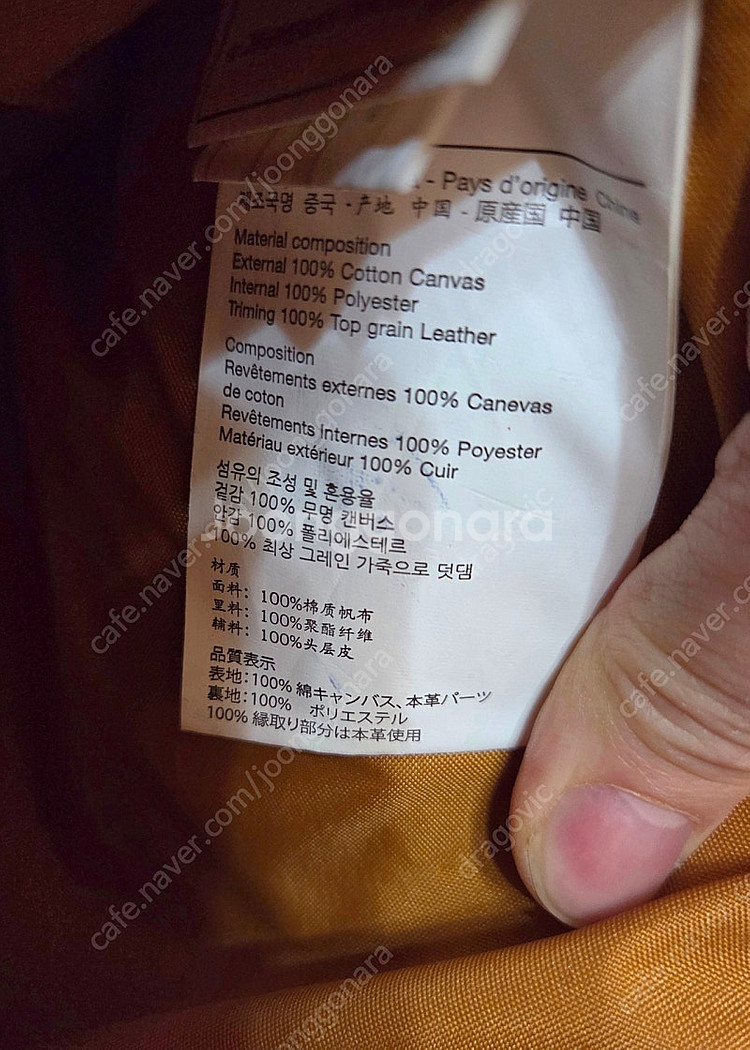 - Pays d'origine China
제조국명 중국 · 产地 中国 - 原産国 中国
Material composition
External 100% Cotton Canvas
Internal 100% Polyester
Triming 100% Top grain Leather
Composition
Revêtements externes 100% Canevas
de coton
Revêtements internes 100% Poyester
Matériau extérieur 100% Cuir
섬유의 조성 및 혼용율
겉감 100% 무명 캔버스
안감 100% 폴리에스테르
100% 최상 그레인 가죽으로 덧댐
材质
面料: 100%棉质帆布
里料: 100%聚酯纤维
辅料: 100%头层皮
品質表示
表地:100% 綿キャンバス、本革パーツ
裏地:100% ポリエステル
100% 縁取り部分は本革使用
joonggonara
cafe.naver.com/joonggonara
dragovic